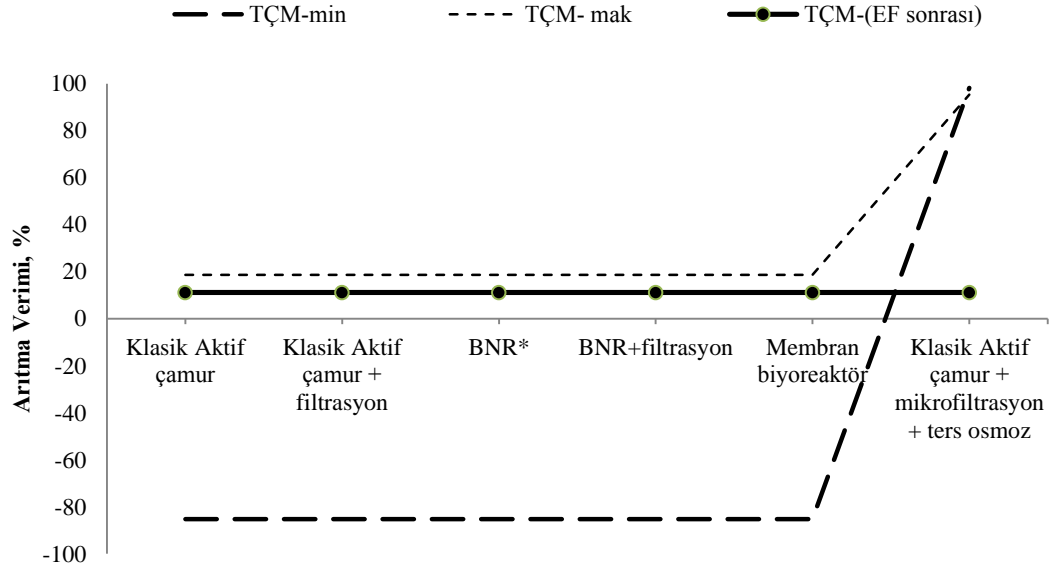 TÇM-min
TÇM- mak
TÇM-(EF sonrası)
Arıtma Verimi, %
100
80
60
40
20
0
-20
-40
-60
-80
-100
Klasik Aktif
çamur
Klasik Aktif
çamur +
filtrasyon
BNR*
BNR+filtrasyon
Membran
biyoreaktör
Klasik Aktif
çamur +
mikrofiltrasyon
+ ters osmoz